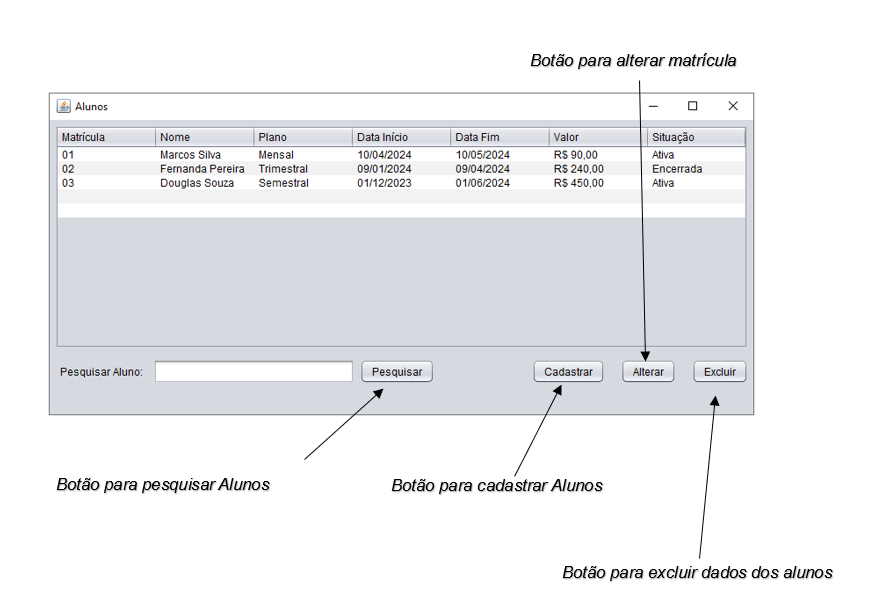 Botão para alterar matrícula
Alunos
Matrícula Nome Plano Data Início Data Fim Valor Situação
01 Marcos Silva Mensal 10/04/2024 10/05/2024 R$ 90,00 Ativa
02 Fernanda Pereira Trimestral 09/01/2024 09/04/2024 R$ 240,00 Encerrada
03 Douglas Souza Semestral 01/12/2023 01/06/2024 R$ 450,00 Ativa
Pesquisar Aluno: Pesquisar Cadastrar Alterar Excluir
Botão para pesquisar Alunos
Botão para cadastrar Alunos
Botão para excluir dados dos alunos